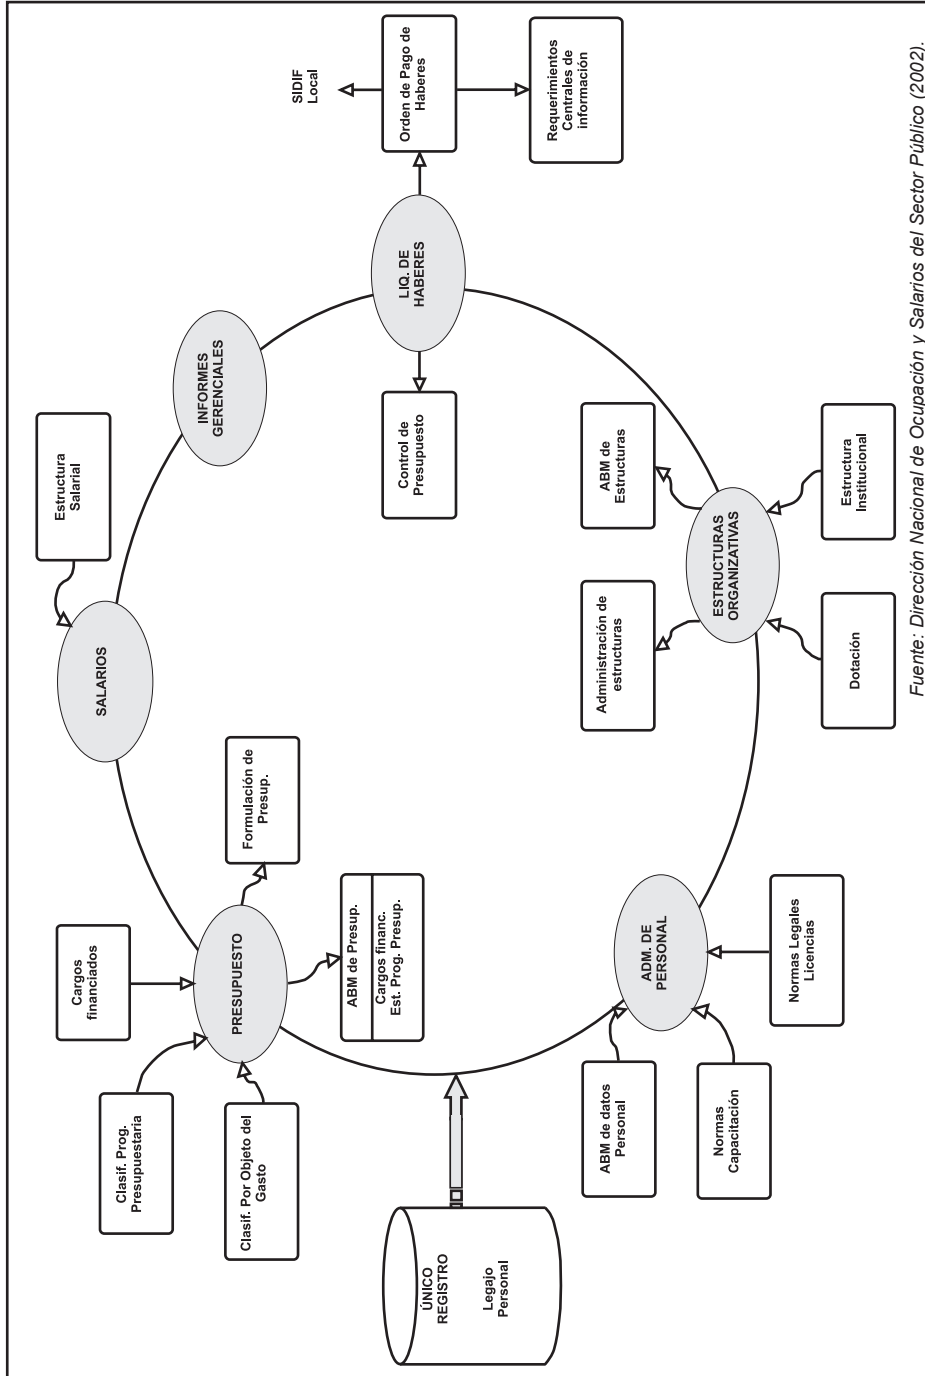 Clasif. Prog.
Presupuestaria
Cargos
financiados
Estructura
Salarial
SALARIOS
Clasif. Por Objeto del
Gasto
PRESUPUESTO
Formulación de
Presup.
INFORMES
GERENCIALES
SIDIF
Local
ÚNICO
REGISTRO
Legajo
Personal
ABM de Presup.
Cargos financ.
Est. Prog. Presup.
Control de
Presupuesto
LIQ. DE
HABERES
Orden de Pago de
Haberes
Requerimientos
Centrales de
información
ABM de datos
Personal
ADM. DE
PERSONAL
Administración de
estructuras
ABM de
Estructuras
Normas
Capacitación
Normas Legales
Licencias
ESTRUCTURAS
ORGANIZATIVAS
Dotación
Estructura
Institucional
Fuente: Dirección Nacional de Ocupación y Salarios del Sector Público (2002).